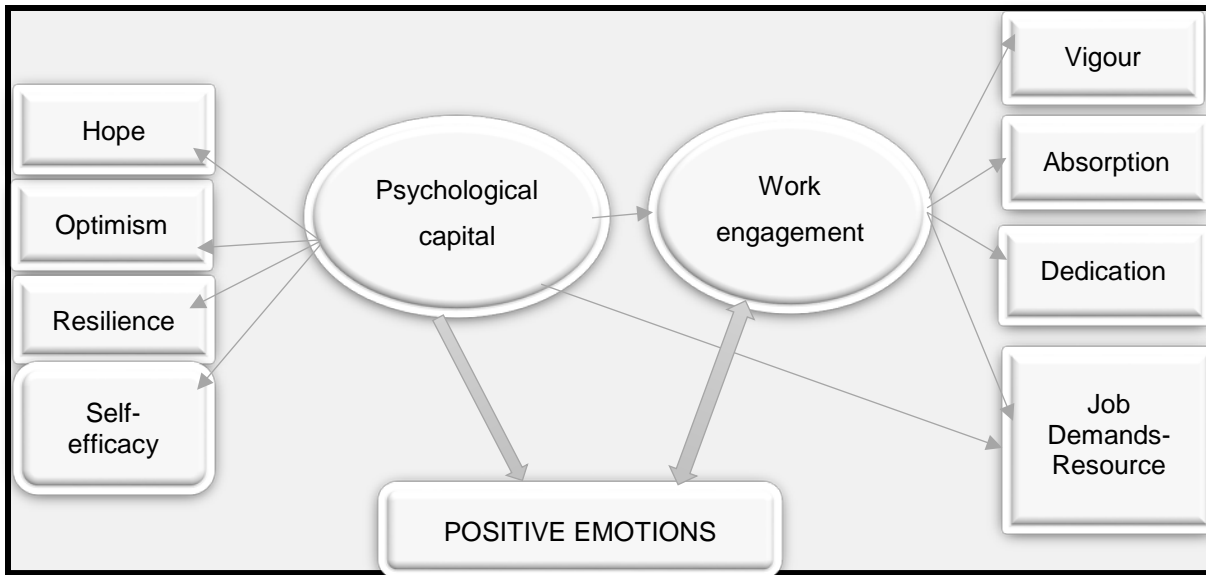 Hope
Optimism
Resilience
Self-
efficacy
Psychological
capital
Work
engagement
Vigour
Absorption
Dedication
Job
Demands-
Resource
POSITIVE EMOTIONS